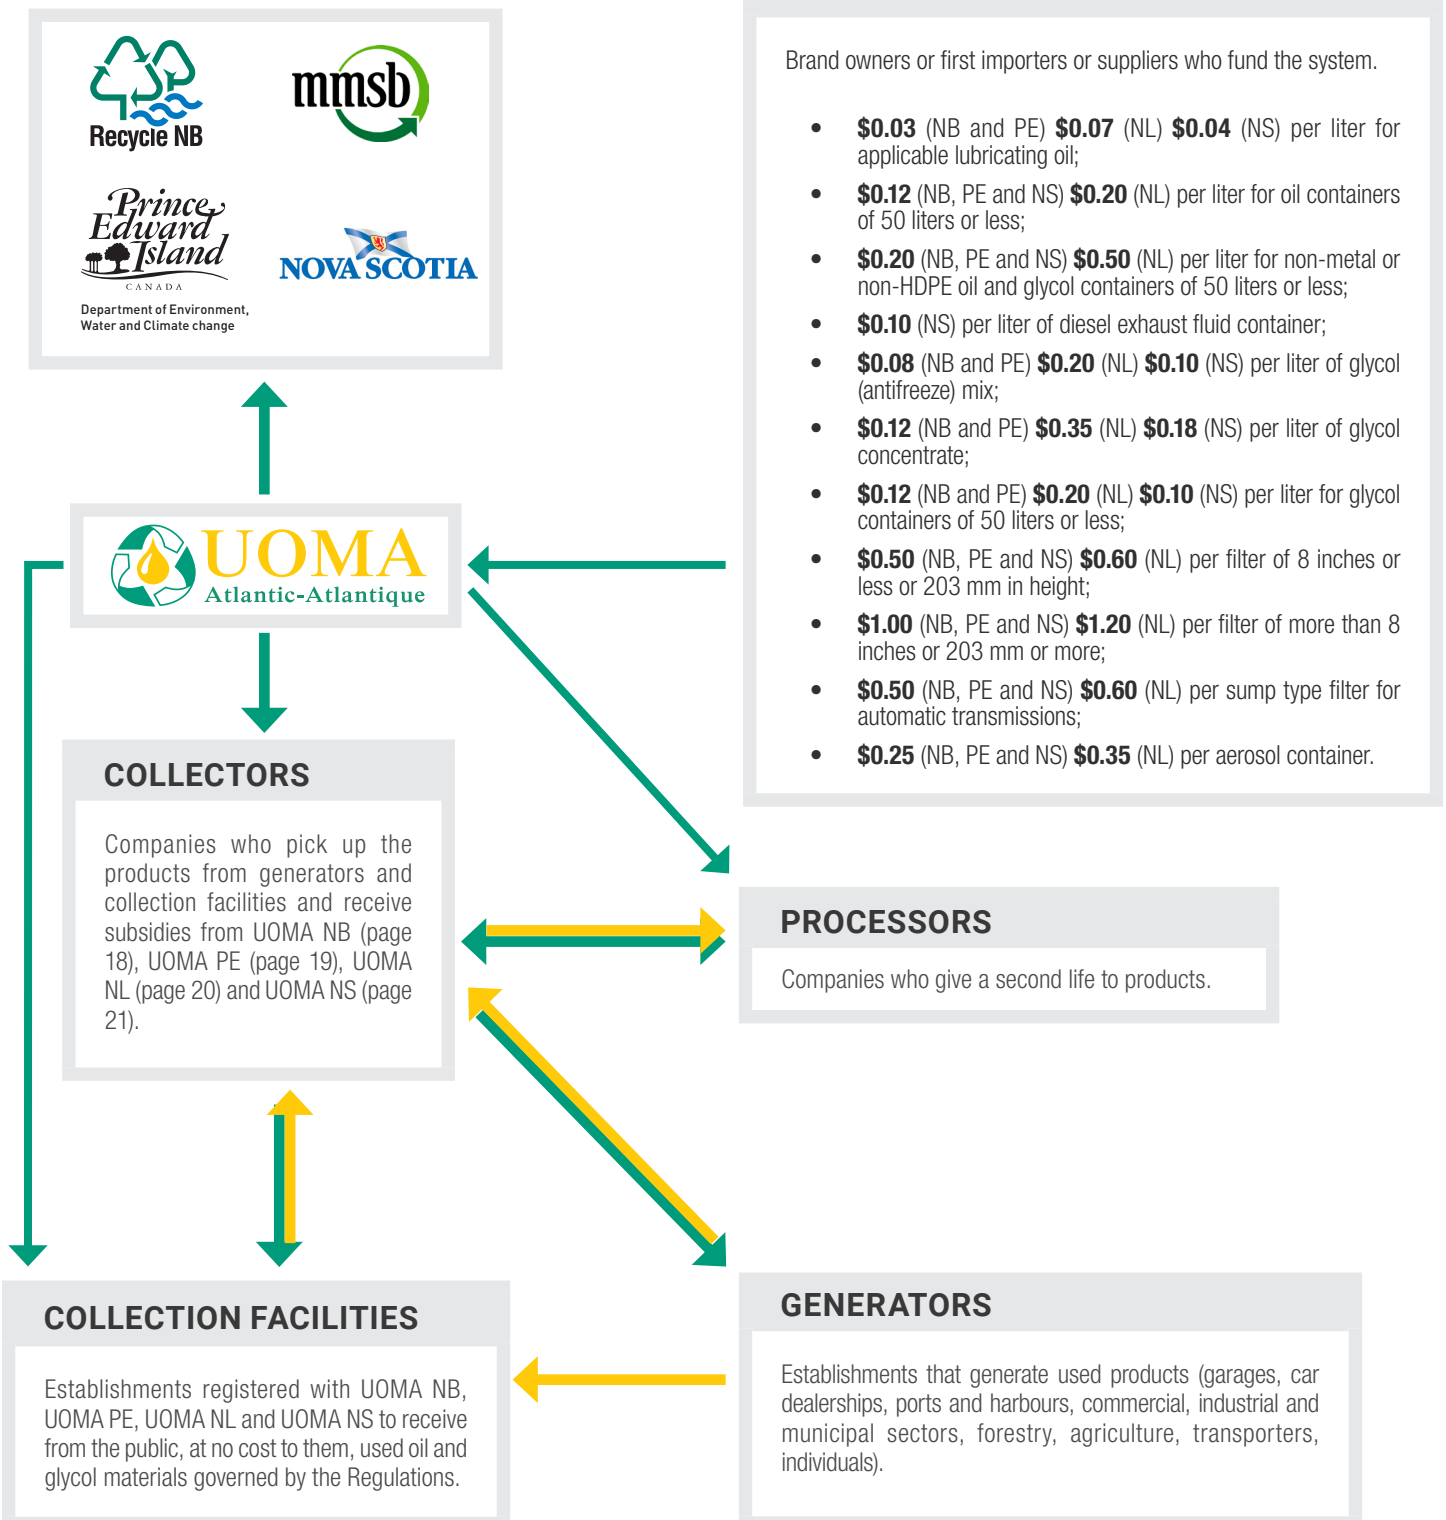 Recycle NB
mmsb
Prince
Edward
Island
CANADA
Department of Environment,
Water and Climate change
NOVA SCOTIA
Brand owners or first importers or suppliers who fund the system.
• $0.03 (NB and PE) $0.07 (NL) $0.04 (NS) per liter for
applicable lubricating oil;
• $0.12 (NB, PE and NS) $0.20 (NL) per liter for oil containers
of 50 liters or less;
• $0.20 (NB, PE and NS) $0.50 (NL) per liter for non-metal or
non-HDPE oil and glycol containers of 50 liters or less;
• $0.10 (NS) per liter of diesel exhaust fluid container;
• $0.08 (NB and PE) $0.20 (NL) $0.10 (NS) per liter of glycol
(antifreeze) mix;
• $0.12 (NB and PE) $0.35 (NL) $0.18 (NS) per liter of glycol
concentrate;
• $0.12 (NB and PE) $0.20 (NL) $0.10 (NS) per liter for glycol
containers of 50 liters or less;
• $0.50 (NB, PE and NS) $0.60 (NL) per filter of 8 inches or
less or 203 mm in height;
• $1.00 (NB, PE and NS) $1.20 (NL) per filter of more than 8
inches or 203 mm or more;
• $0.50 (NB, PE and NS) $0.60 (NL) per sump type filter for
automatic transmissions;
• $0.25 (NB, PE and NS) $0.35 (NL) per aerosol container.
UOMA
Atlantic-Atlantique
COLLECTORS
Companies who pick up the
products from generators and
collection facilities and receive
subsidies from UOMA NB (page
18), UOMA PE (page 19), UOMA
NL (page 20) and UOMA NS (page
21).
PROCESSORS
Companies who give a second life to products.
COLLECTION FACILITIES
Establishments registered with UOMA NB,
UOMA PE, UOMA NL and UOMA NS to receive
from the public, at no cost to them, used oil and
glycol materials governed by the Regulations.
GENERATORS
Establishments that generate used products (garages, car
dealerships, ports and harbours, commercial, industrial and
municipal sectors, forestry, agriculture, transporters,
individuals).